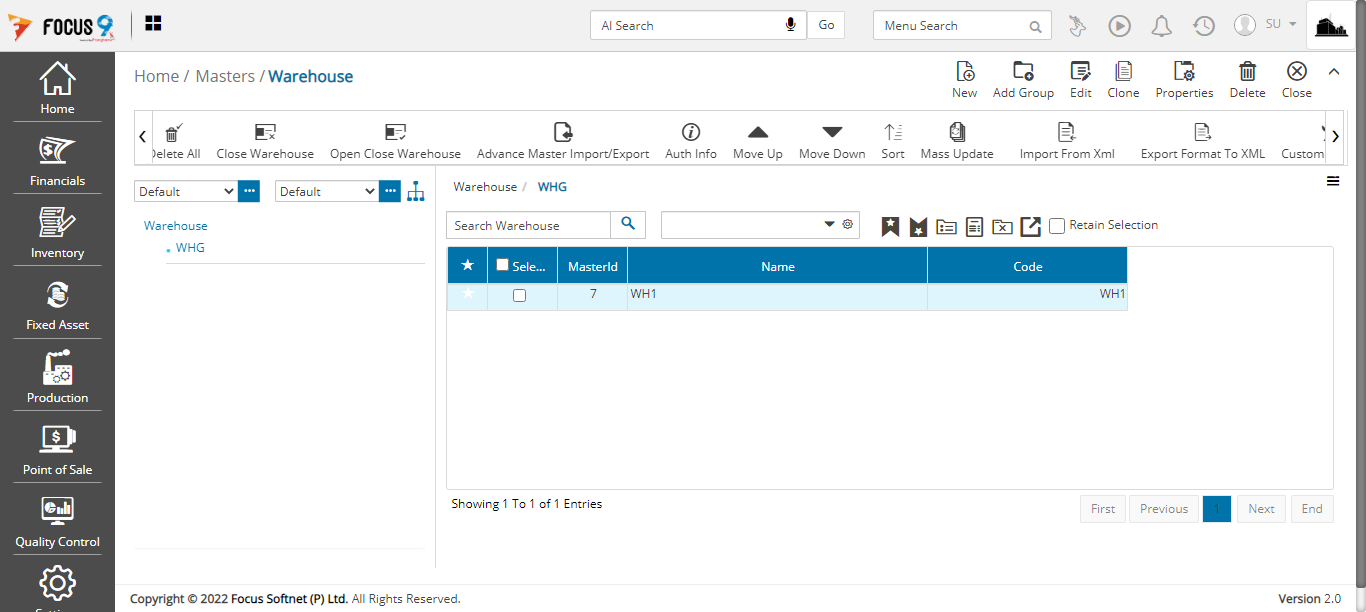 FOCUS 9
AI Search
Go
Menu Search
SU
Home / Masters / Warehouse
New
Add Group
Edit
Clone
Properties
Delete
Close
Delete All
Close Warehouse
Open Close Warehouse
Advance Master Import/Export
Auth Info
Move Up
Move Down
Sort
Mass Update
Import From Xml
Export Format To XML
Custom
Home
Financials
Inventory
Fixed Asset
Production
Point of Sale
Quality Control
Default
Default
Warehouse
WHG
Warehouse / WHG
Search Warehouse
Retain Selection
Sele... MasterId Name Code
7 WH1 WH1
Showing 1 To 1 of 1 Entries
First Previous 1 Next End
Copyright © 2022 Focus Softnet (P) Ltd. All Rights Reserved.
Version 2.0